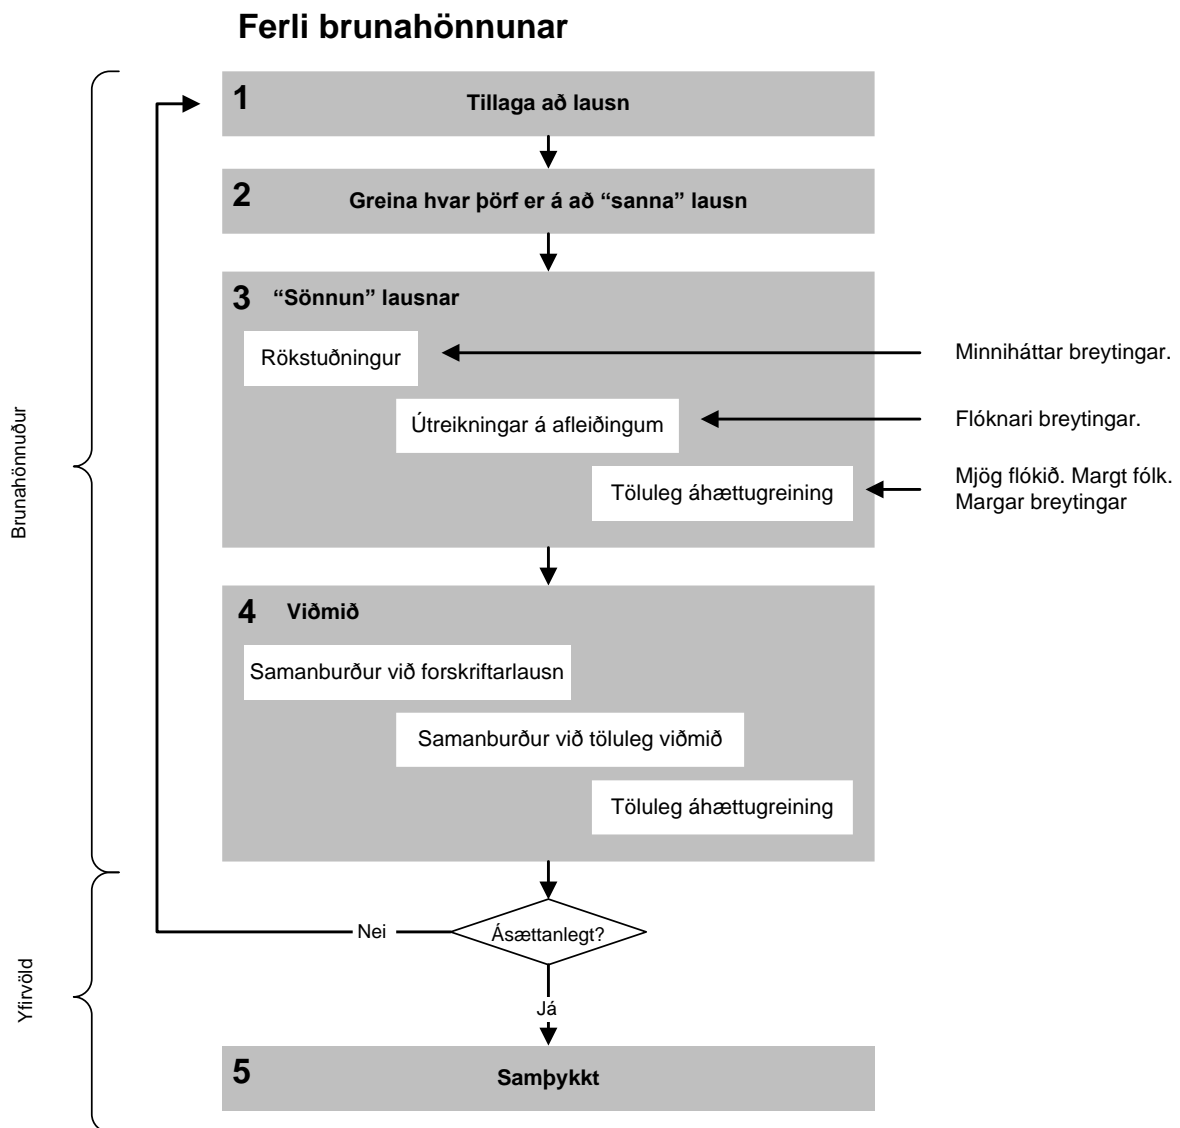 Ferli brunahönnunar
1 Tillaga að lausn
2 Greina hvar þörf er á að “sanna” lausn
3 “Sönnun” lausnar
Rökstuðningur
Minniháttar breytingar.
Útreikningar á afleiðingum
Flóknari breytingar.
Töluleg áhættugreining
Mjög flókið. Margt fólk.
Margar breytingar
Brunahönnuður
4 Viðmið
Samanburður við forskriftarlausn
Samanburður við töluleg viðmið
Töluleg áhættugreining
Nei
Ásættanlegt?
Já
Yfirvöld
5 Samþykkt